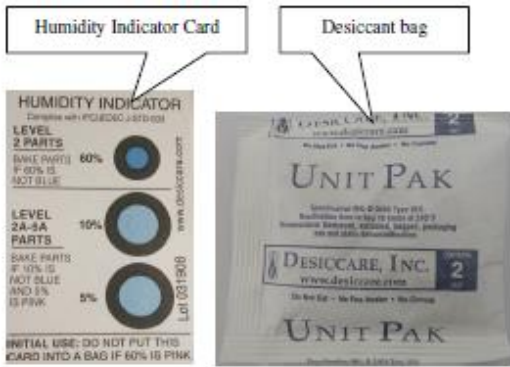 Humidity Indicator Card
Desiccant bag
HUMIDITY INDICATOR
Complies with IPC/JEDEC J-STD-033
LEVEL
2 PARTS
BAKE PARTS
IF 60% IS
NOT BLUE
60%
LEVEL
2A-5A
PARTS
BAKE PARTS
IF 10% IS
NOT BLUE
AND 5%
IS PINK
10%
5%
www.desiccare.com
Lot 031908
INITIAL USE: DO NOT PUT THIS
CARD INTO A BAG IF 60% IS PINK
DESICCARE, INC.
www.desiccare.com
2
UNIT PAK
DESICCARE, INC.
www.desiccare.com
2
Do Not Eat
UNIT PAK